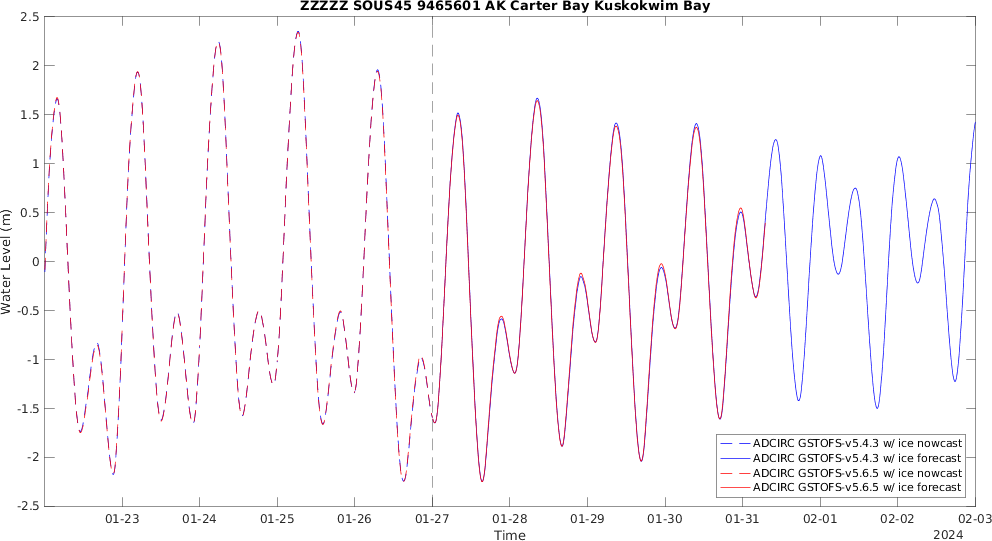 ZZZZZ SOUS45 9465601 AK Carter Bay Kuskokwim Bay
2.5
2
1.5
1
0.5
0
-0.5
-1
-1.5
-2
-2.5
Water Level (m)
ADCIRC GSTOFS-v5.4.3 w/ ice nowcast
ADCIRC GSTOFS-v5.4.3 w/ ice forecast
ADCIRC GSTOFS-v5.6.5 w/ ice nowcast
ADCIRC GSTOFS-v5.6.5 w/ ice forecast
01-23 01-24 01-25 01-26 01-27 01-28 01-29 01-30 01-31 02-01 02-02 02-03
Time
2024